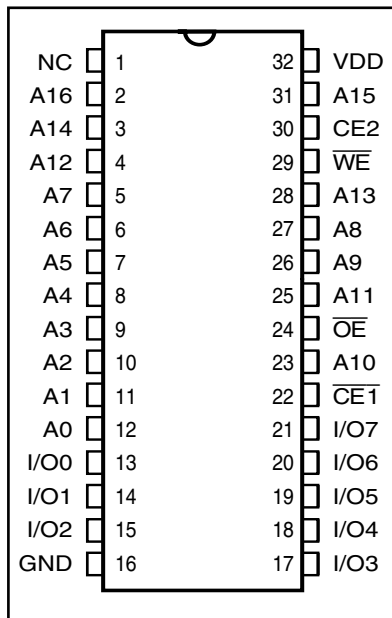 NC 1 32 VDD
A16 2 31 A15
A14 3 30 CE2
A12 4 29 W̅E̅
A7 5 28 A13
A6 6 27 A8
A5 7 26 A9
A4 8 25 A11
A3 9 24 O̅E̅
A2 10 23 A10
A1 11 22 C̅E̅1̅
A0 12 21 I/O7
I/O0 13 20 I/O6
I/O1 14 19 I/O5
I/O2 15 18 I/O4
GND 16 17 I/O3